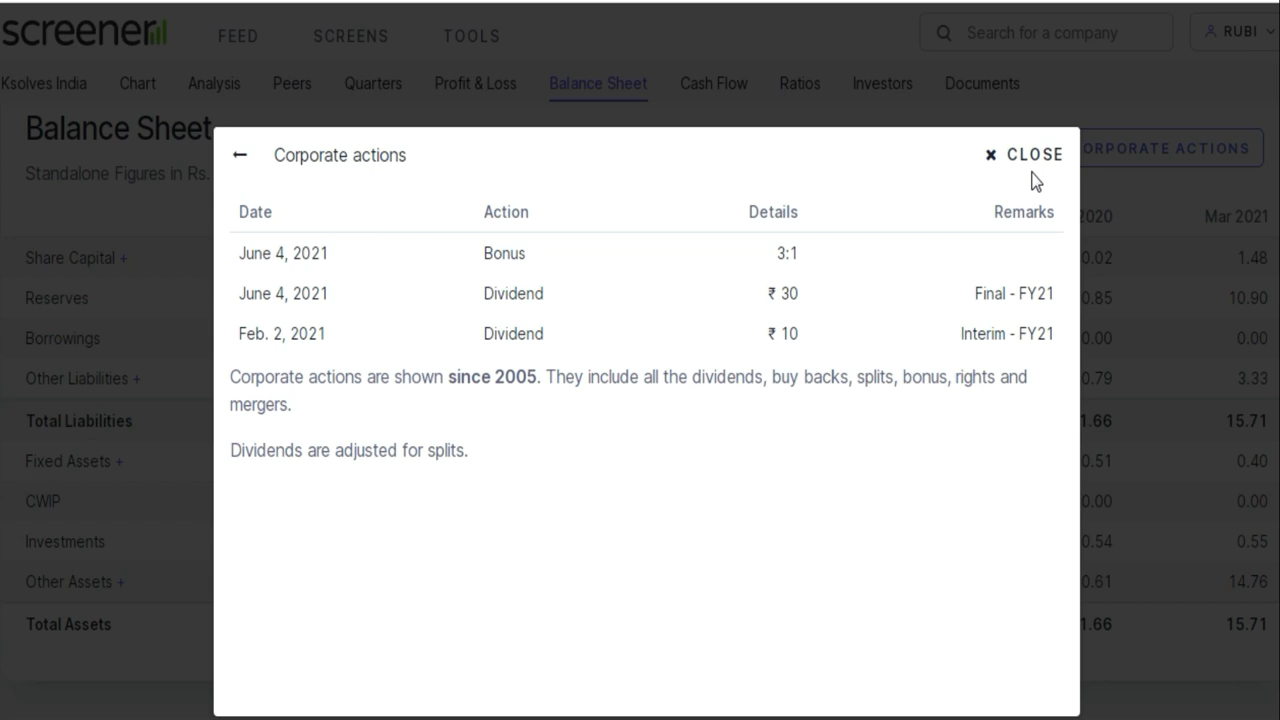 screener
FEED SCREENS TOOLS Search for a company RUBI
Ksolves India Chart Analysis Peers Quarters Profit & Loss Balance Sheet Cash Flow Ratios Investors Documents
Balance Sheet
Standalone Figures in Rs.
ORPORATE ACTIONS
← Corporate actions ✖ CLOSE
Date Action Details Remarks
June 4, 2021 Bonus 3:1
June 4, 2021 Dividend ₹ 30 Final - FY21
Feb. 2, 2021 Dividend ₹ 10 Interim - FY21
Corporate actions are shown since 2005. They include all the dividends, buy backs, splits, bonus, rights and
mergers.
Dividends are adjusted for splits.
2020 Mar 2021
Share Capital + 0.02 1.48
Reserves 0.85 10.90
Borrowings 0.00 0.00
Other Liabilities + 0.79 3.33
Total Liabilities 1.66 15.71
Fixed Assets + 0.51 0.40
CWIP 0.00 0.00
Investments 0.54 0.55
Other Assets + 0.61 14.76
Total Assets 1.66 15.71